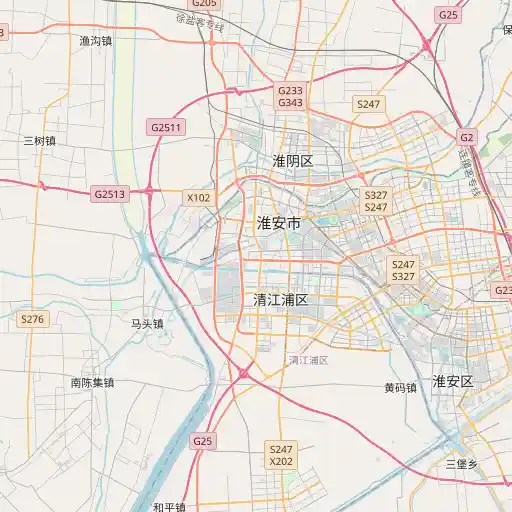 G205
徐盐客专线
G25
渔沟镇
保
G233
G343
S247
G2511
G2
三树镇
淮阴区
连镇客专线
G2513
X102
S327
S247
淮安市
S247
S327
清江浦区
G23
S276
马头镇
清江浦区
南陈集镇
黄码镇
淮安区
G25
S247
X202
三堡乡
和平镇